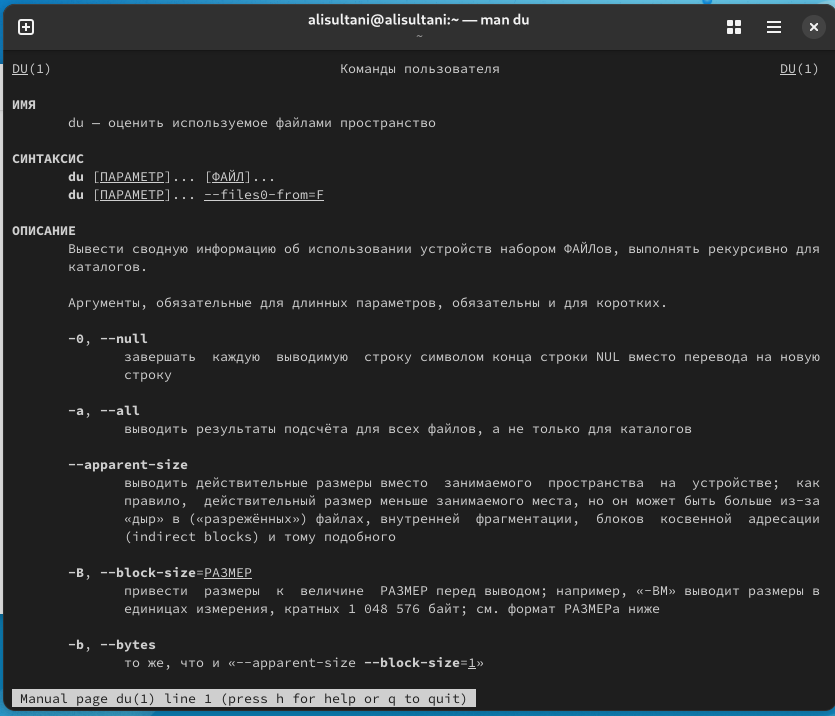 alisultani@alisultani:~ — man du
~
DU(1) Команды пользователя DU(1)
ИМЯ
du — оценить используемое файлами пространство
СИНТАКСИС
du [ПАРАМЕТР]... [ФАЙЛ]...
du [ПАРАМЕТР]... --files0-from=F
ОПИСАНИЕ
Вывести сводную информацию об использовании устройств набором ФАЙЛов, выполнять рекурсивно для
каталогов.
Аргументы, обязательные для длинных параметров, обязательны и для коротких.
-0, --null
завершать каждую выводимую строку символом конца строки NUL вместо перевода на новую
строку
-a, --all
выводить результаты подсчёта для всех файлов, а не только для каталогов
--apparent-size
выводить действительные размеры вместо занимаемого пространства на устройстве; как
правило, действительный размер меньше занимаемого места, но он может быть больше из-за
«дыр» в («разрежённых») файлах, внутренней фрагментации, блоков косвенной адресации
(indirect blocks) и тому подобного
-B, --block-size=РАЗМЕР
привести размеры к величине РАЗМЕР перед выводом; например, «-BM» выводит размеры в
единицах измерения, кратных 1 048 576 байт; см. формат РАЗМЕРа ниже
-b, --bytes
то же, что и «--apparent-size --block-size=1»
Manual page du(1) line 1 (press h for help or q to quit)